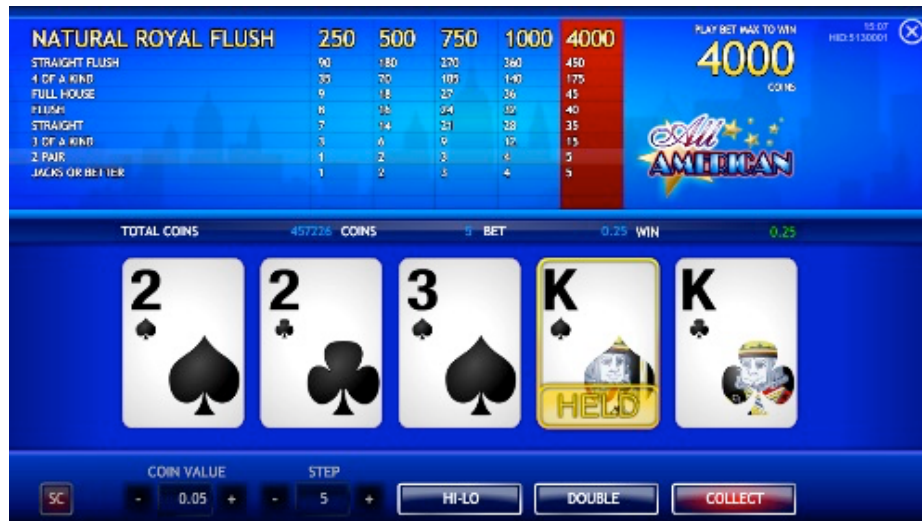 NATURAL ROYAL FLUSH 250 500 750 1000 4000
STRAIGHT FLUSH 90 180 270 360 450
4 OF A KIND 35 70 105 140 175
FULL HOUSE 9 18 27 36 45
FLUSH 8 16 24 32 40
STRAIGHT 7 14 21 28 35
3 OF A KIND 3 6 9 12 15
2 PAIR 1 2 3 4 5
JACKS OR BETTER 1 2 3 4 5
PLAY BET MAX TO WIN
4000
COINS
15:07
HID:5130001
All
AMERICAN
TOTAL COINS 457226 COINS 5 BET 0.25 WIN 0.25
2 2 3 K K
HELD
COIN VALUE STEP
SC - 0.05 + - 5 + HI-LO DOUBLE COLLECT